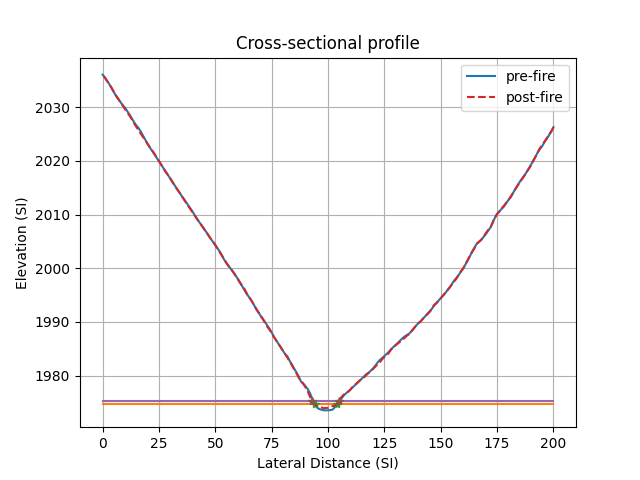 Cross-sectional profile
pre-fire
post-fire
Elevation (SI)
2030
2020
2010
2000
1990
1980
0 25 50 75 100 125 150 175 200
Lateral Distance (SI)